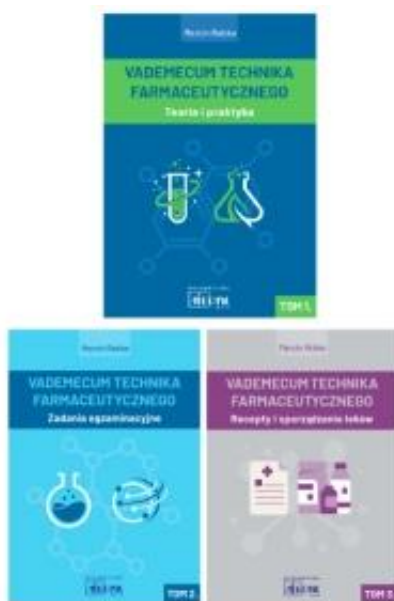 VADEMECUM TECHNIKA
FARMACEUTYCZNEGO
Teoria i praktyka
TOM 1.
VADEMECUM TECHNIKA
FARMACEUTYCZNEGO
Zadania egzaminacyjne
TOM 2.
VADEMECUM TECHNIKA
FARMACEUTYCZNEGO
Recepty i sporządzanie leków
TOM 3.